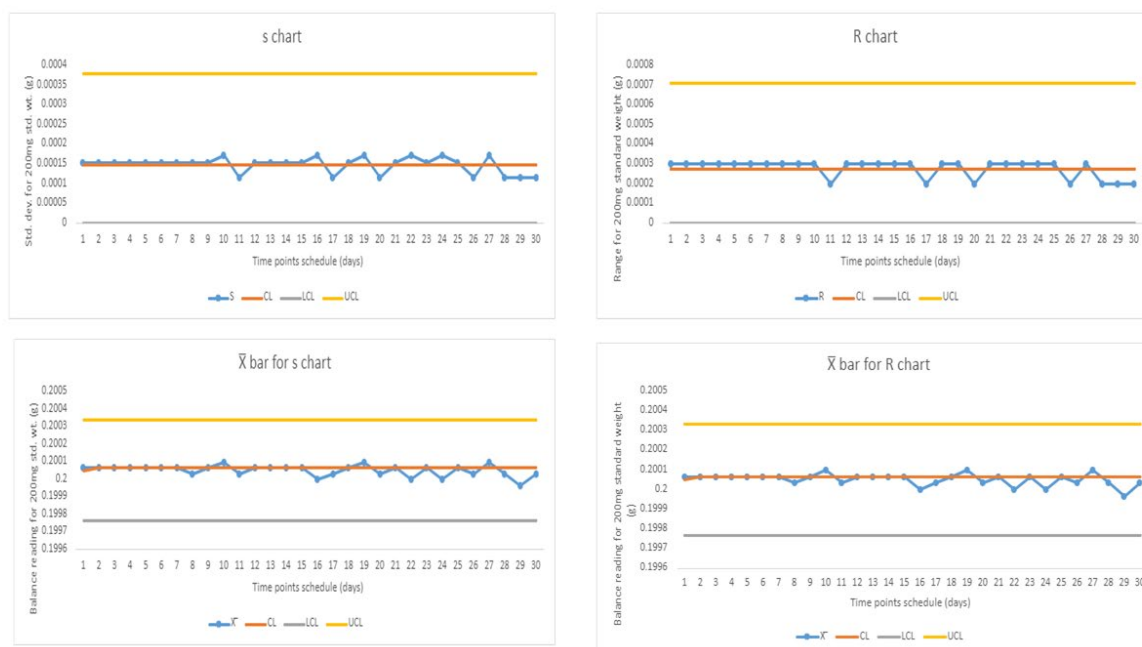 s chart
Std. dev. for 200mg std. wt. (g)
0.0004
0.00035
0.0003
0.00025
0.0002
0.00015
0.0001
0.00005
0
1 2 3 4 5 6 7 8 9 10 11 12 13 14 15 16 17 18 19 20 21 22 23 24 25 26 27 28 29 30
Time points schedule (days)
S CL LCL UCL
R chart
Range for 200mg standard weight (g)
0.0008
0.0007
0.0006
0.0005
0.0004
0.0003
0.0002
0.0001
0
1 2 3 4 5 6 7 8 9 10 11 12 13 14 15 16 17 18 19 20 21 22 23 24 25 26 27 28 29 30
Time points schedule (days)
R CL LCL UCL
X̅ bar for s chart
Balance reading for 200mg std. wt. (g)
0.2005
0.2004
0.2003
0.2002
0.2001
0.2
0.1999
0.1998
0.1997
0.1996
1 2 3 4 5 6 7 8 9 10 11 12 13 14 15 16 17 18 19 20 21 22 23 24 25 26 27 28 29 30
Time points schedule (days)
X̅ CL LCL UCL
X̅ bar for R chart
Balance reading for 200mg standard weight
(g)
0.2005
0.2004
0.2003
0.2002
0.2001
0.2
0.1999
0.1998
0.1997
0.1996
1 2 3 4 5 6 7 8 9 10 11 12 13 14 15 16 17 18 19 20 21 22 23 24 25 26 27 28 29 30
Time points schedule (days)
X̅ CL LCL UCL